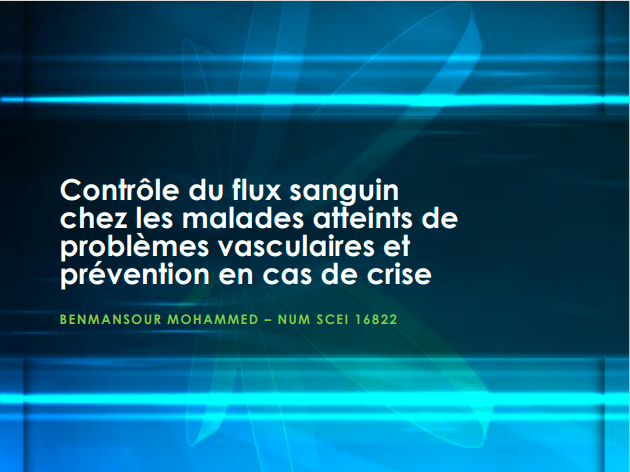 Contrôle du flux sanguin
chez les malades atteints de
problèmes vasculaires et
prévention en cas de crise
BENMANSOUR MOHAMMED – NUM SCEI 16822